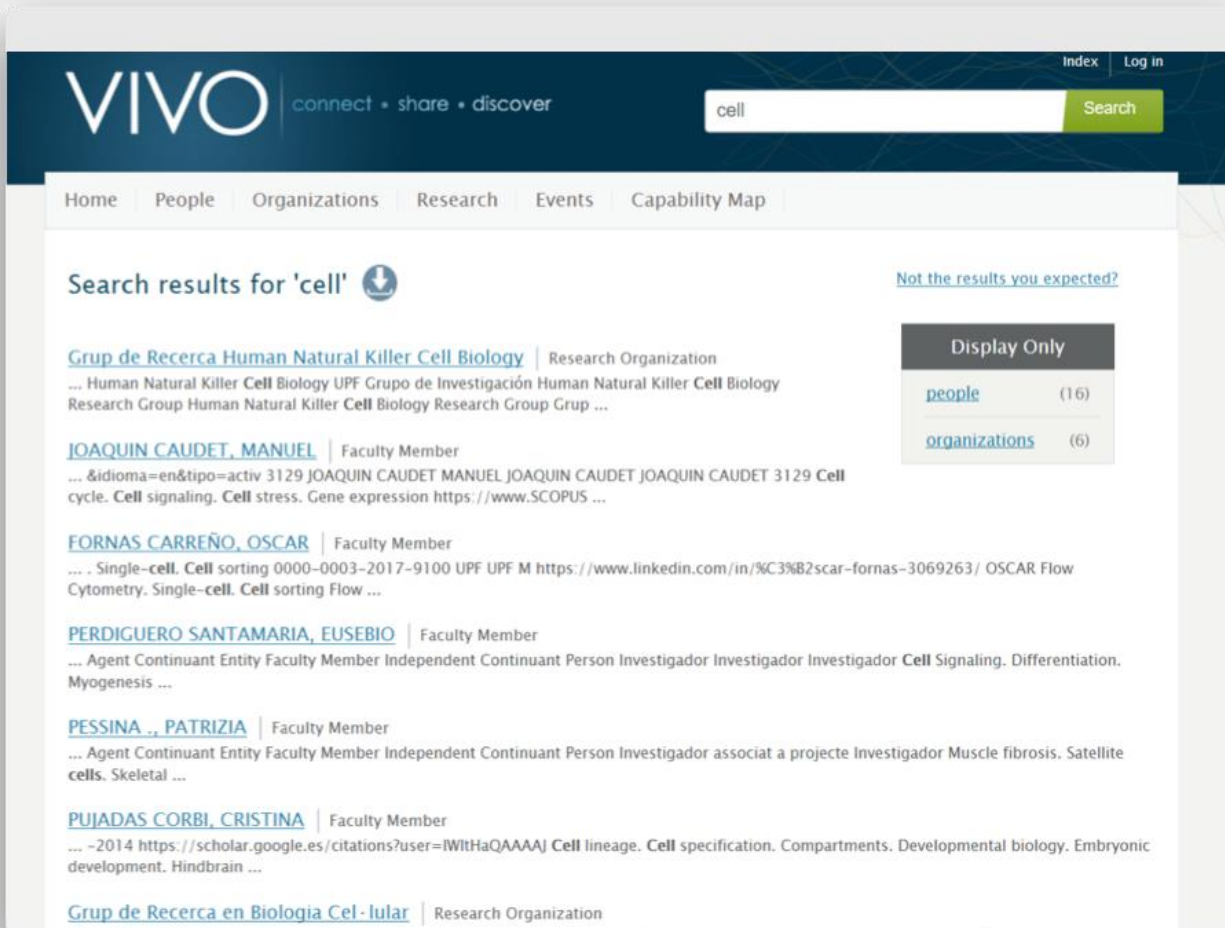 Index Log in
VIVO connect • share • discover
cell Search
Home People Organizations Research Events Capability Map
Search results for 'cell'
Not the results you expected?
Display Only
people (16)
organizations (6)
Grup de Recerca Human Natural Killer Cell Biology | Research Organization
... Human Natural Killer Cell Biology UPF Grupo de Investigación Human Natural Killer Cell Biology
Research Group Human Natural Killer Cell Biology Research Group Grup ...
JOAQUIN CAUDET, MANUEL | Faculty Member
... &idioma=en&tipo=activ 3129 JOAQUIN CAUDET MANUEL JOAQUIN CAUDET JOAQUIN CAUDET 3129 Cell
cycle. Cell signaling. Cell stress. Gene expression https://www.SCOPUS ...
FORNAS CARREÑO, OSCAR | Faculty Member
... . Single-cell. Cell sorting 0000-0003-2017-9100 UPF UPF M https://www.linkedin.com/in/%C3%B2scar-fornas-3069263/ OSCAR Flow
Cytometry. Single-cell. Cell sorting Flow ...
PERDIGUERO SANTAMARIA, EUSEBIO | Faculty Member
... Agent Continuant Entity Faculty Member Independent Continuant Person Investigador Investigador Investigador Cell Signaling. Differentiation.
Myogenesis ...
PESSINA ., PATRIZIA | Faculty Member
... Agent Continuant Entity Faculty Member Independent Continuant Person Investigador associat a projecte Investigador Muscle fibrosis. Satellite
cells. Skeletal ...
PUJADAS CORBI, CRISTINA | Faculty Member
... -2014 https://scholar.google.es/citations?user=IWltHaQAAAAJ Cell lineage. Cell specification. Compartments. Developmental biology. Embryonic
development. Hindbrain ...
Grup de Recerca en Biologia Cel·lular | Research Organization